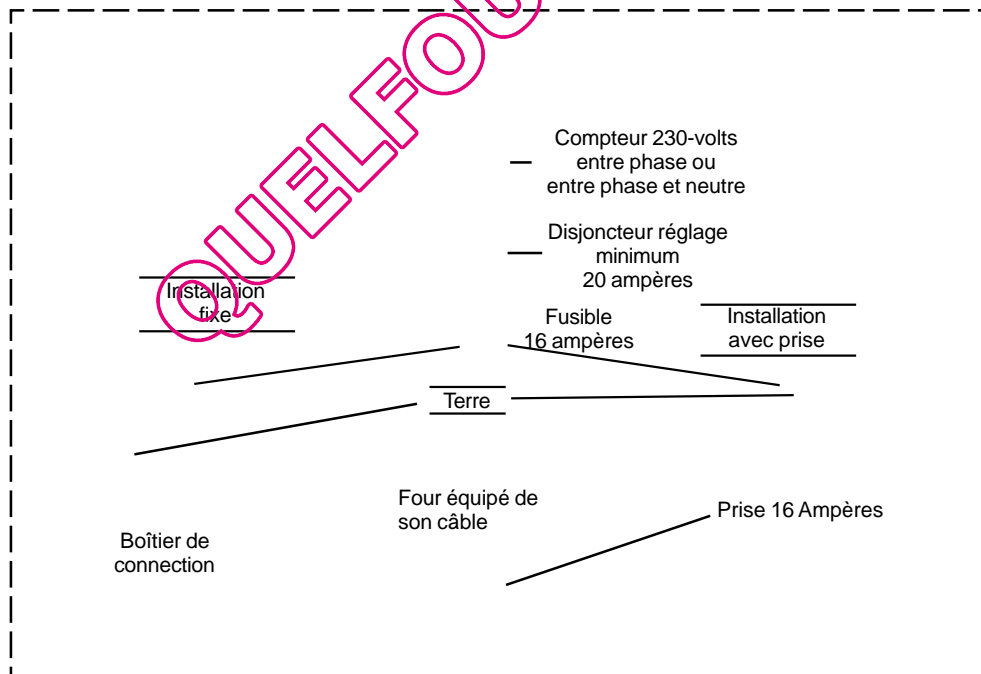 QUELFOU
Compteur 230-volts
entre phase ou
entre phase et neutre
Disjoncteur réglage
minimum
20 ampères
Installation
fixe
Fusible
16 ampères
Installation
avec prise
Terre
Four équipé de
son câble
Prise 16 Ampères
Boîtier de
connection